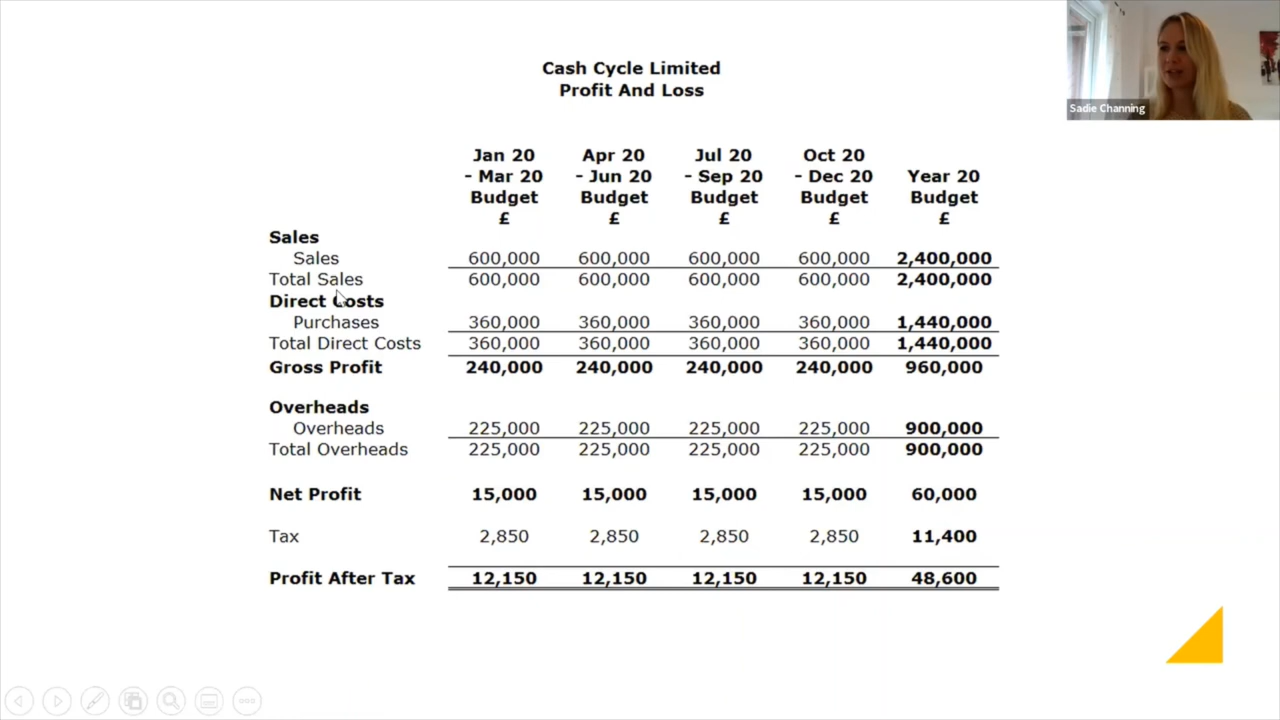 Cash Cycle Limited
Profit And Loss
Sadie Channing
Jan 20 Apr 20 Jul 20 Oct 20
- Mar 20 - Jun 20 - Sep 20 - Dec 20 Year 20
Budget Budget Budget Budget Budget
£ £ £ £ £
Sales
Sales 600,000 600,000 600,000 600,000 2,400,000
Total Sales 600,000 600,000 600,000 600,000 2,400,000
Direct Costs
Purchases 360,000 360,000 360,000 360,000 1,440,000
Total Direct Costs 360,000 360,000 360,000 360,000 1,440,000
Gross Profit 240,000 240,000 240,000 240,000 960,000
Overheads
Overheads 225,000 225,000 225,000 225,000 900,000
Total Overheads 225,000 225,000 225,000 225,000 900,000
Net Profit 15,000 15,000 15,000 15,000 60,000
Tax 2,850 2,850 2,850 2,850 11,400
Profit After Tax 12,150 12,150 12,150 12,150 48,600